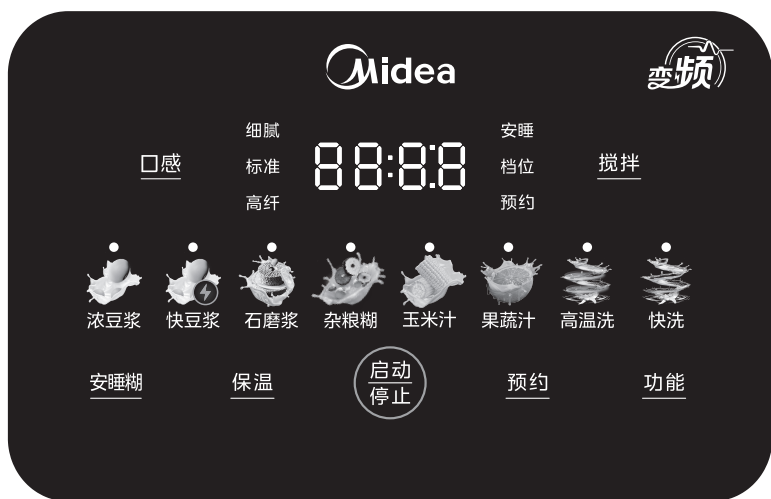 Midea
变频
口感
细腻
标准
高纤
88:8:8
安睡
档位
预约
搅拌
浓豆浆 快豆浆 石磨浆 杂粮糊 玉米汁 果蔬汁 高温洗 快洗
安睡糊 保温 启动 预约 功能
停止